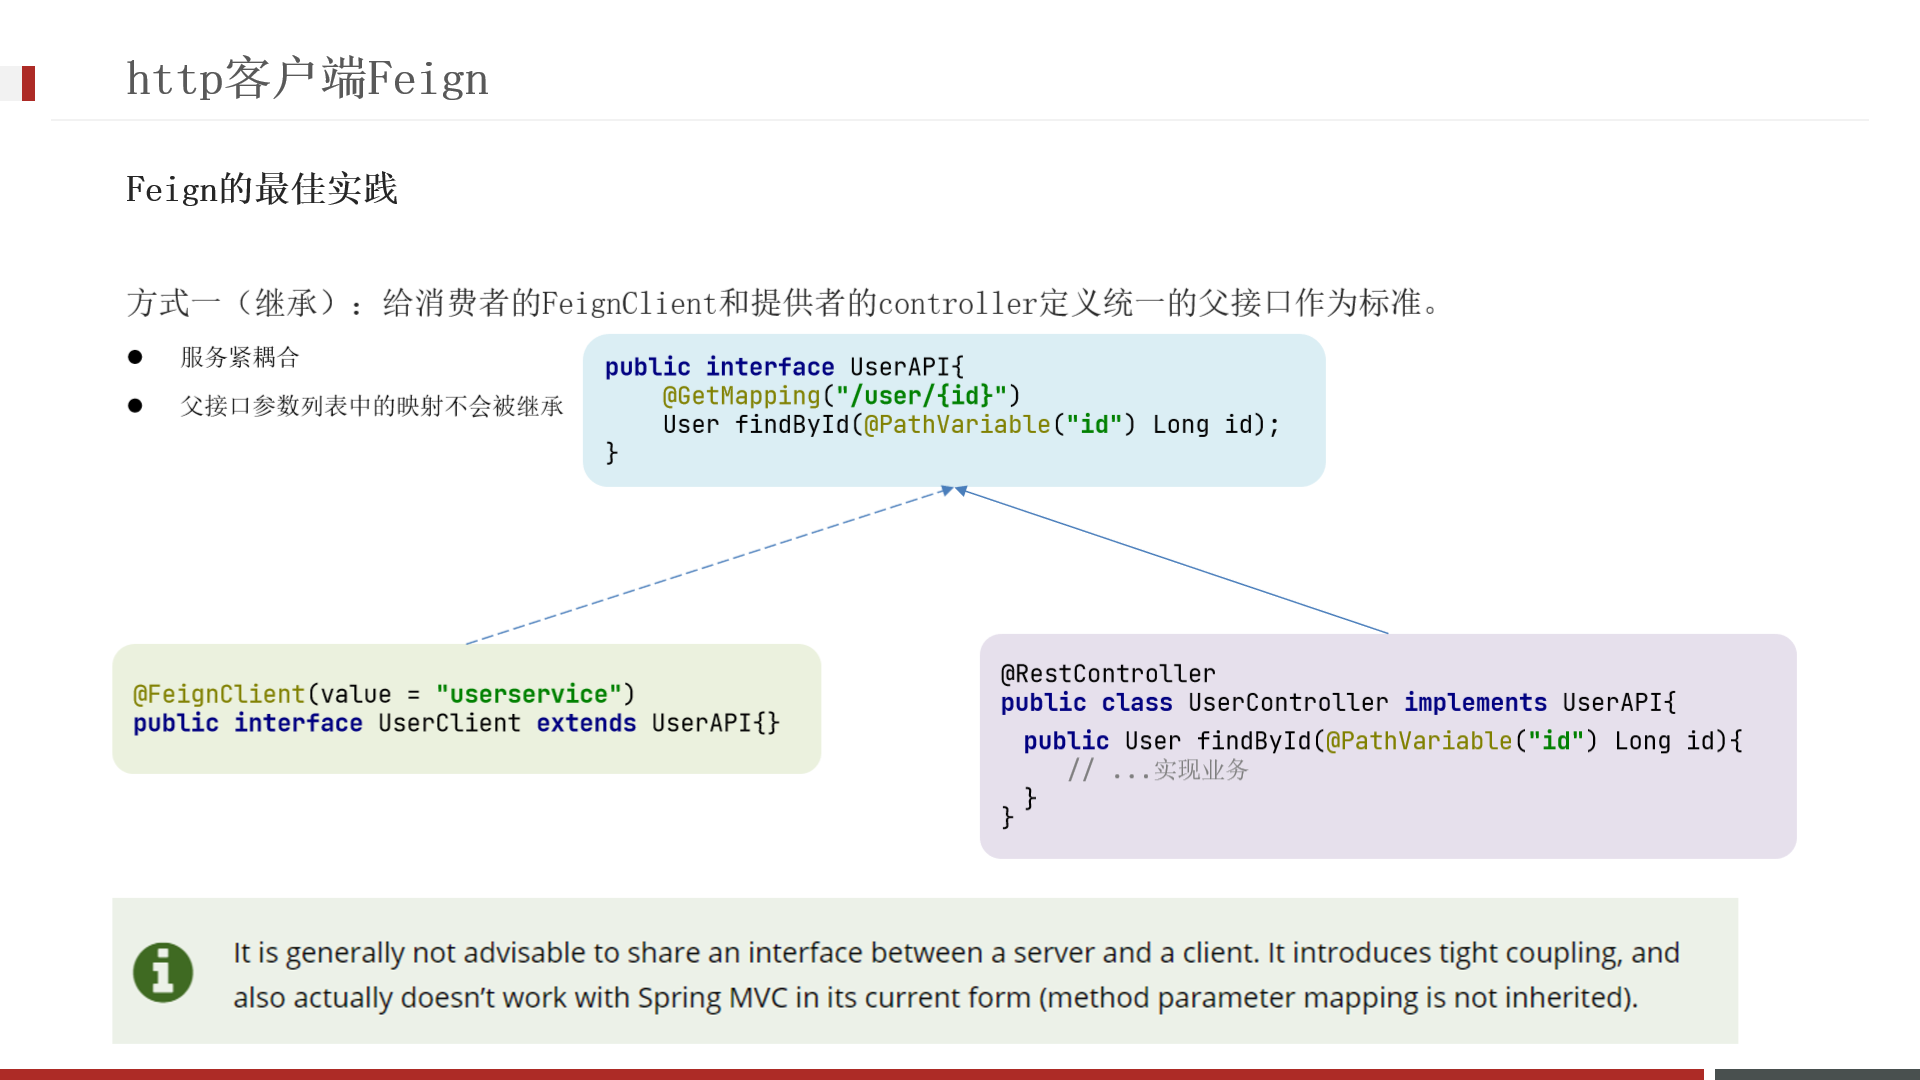 http客户端Feign
Feign的最佳实践
方式一（继承）：给消费者的FeignClient和提供者的controller定义统一的父接口作为标准。
● 服务紧耦合
● 父接口参数列表中的映射不会被继承
public interface UserAPI{
@GetMapping("/user/{id}")
User findById(@PathVariable("id") Long id);
}
@FeignClient(value = "userservice")
public interface UserClient extends UserAPI{}
@RestController
public class UserController implements UserAPI{
public User findById(@PathVariable("id") Long id){
// ...实现业务
}
}
It is generally not advisable to share an interface between a server and a client. It introduces tight coupling, and
also actually doesn’t work with Spring MVC in its current form (method parameter mapping is not inherited).